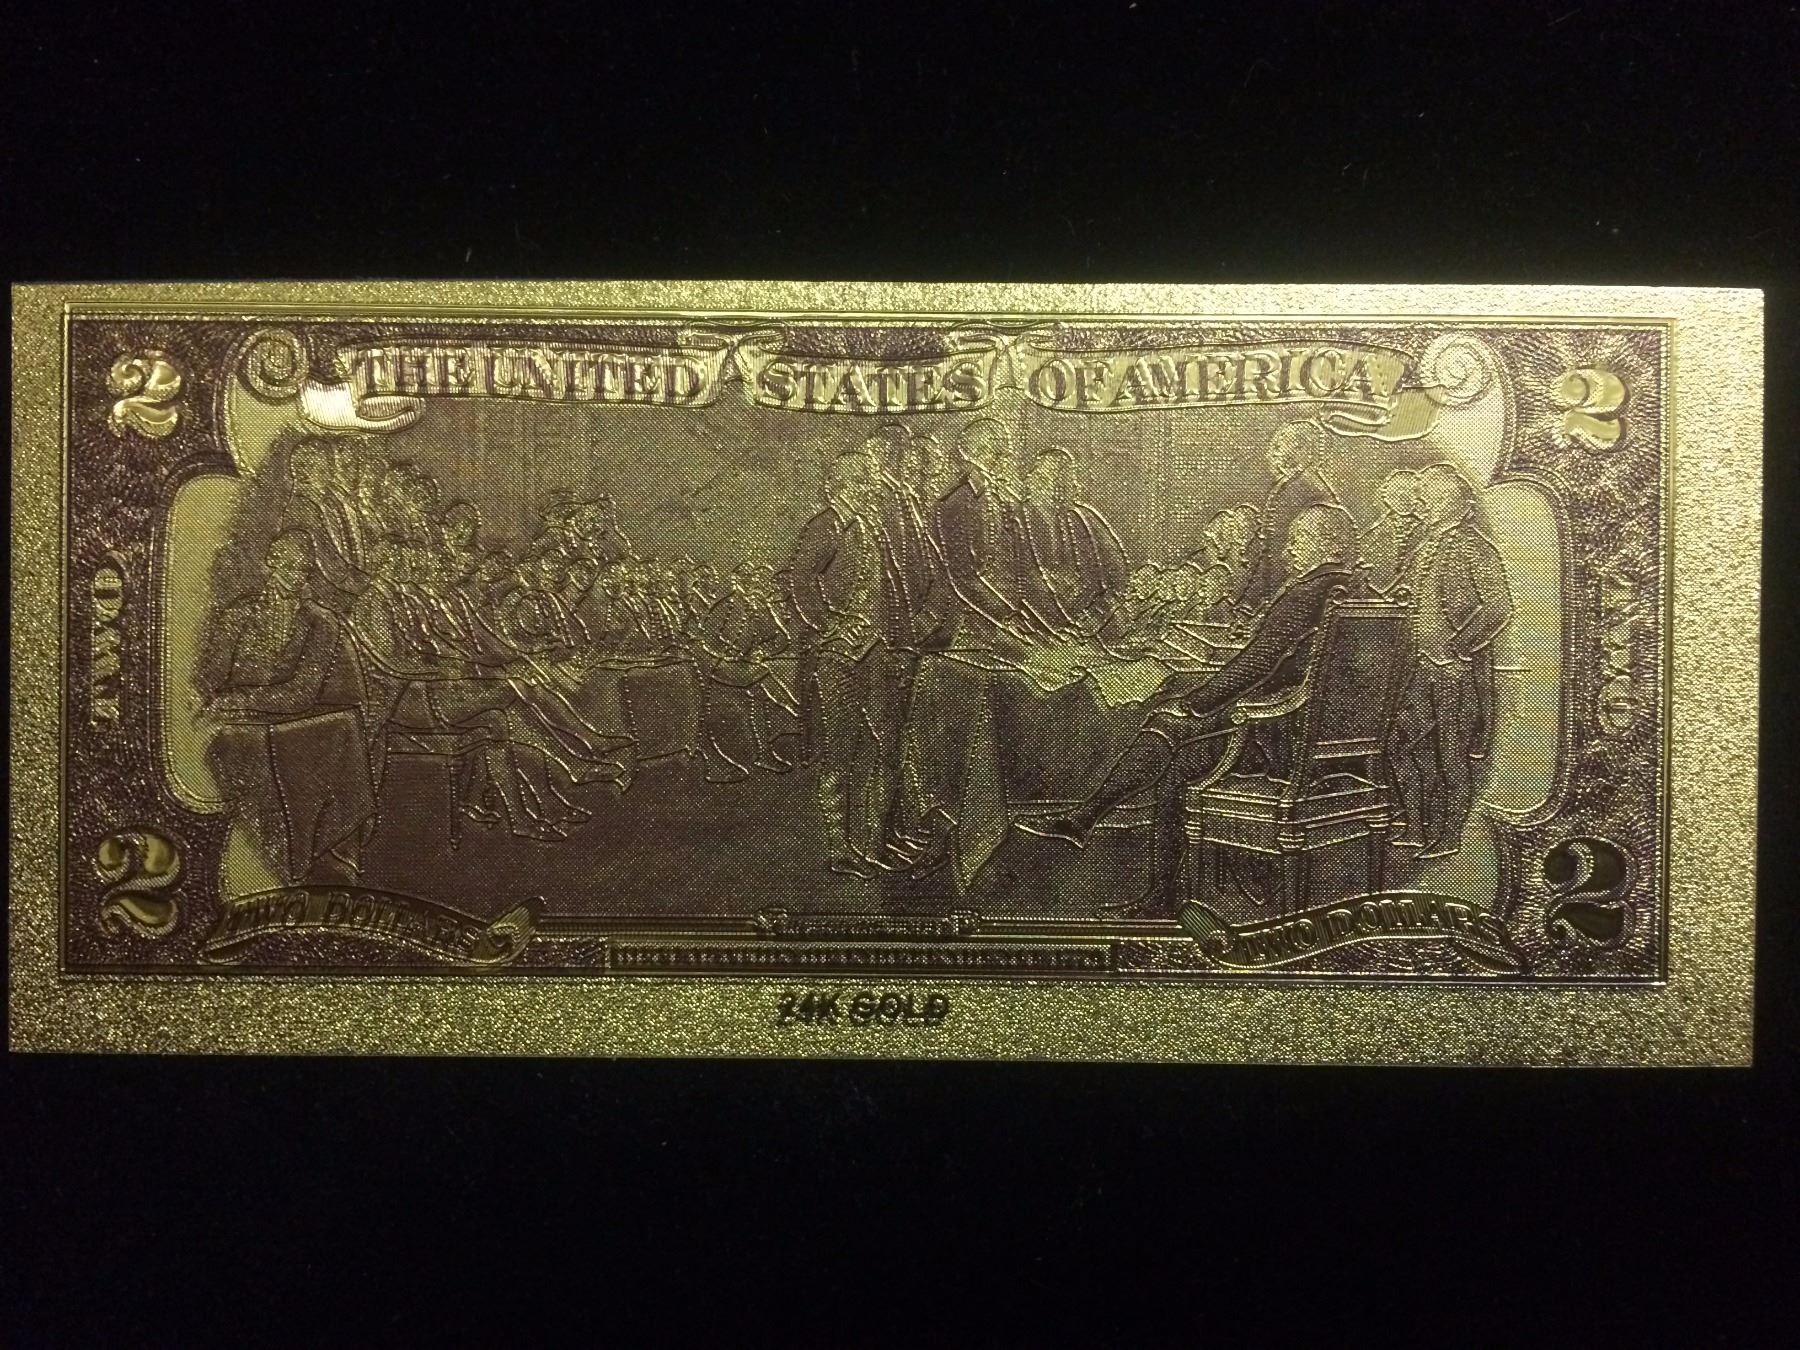 2 THE UNITED STATES OF AMERICA 2
TWO
TWO
2 TWO DOLLARS TWO DOLLARS 2
24K GOLD